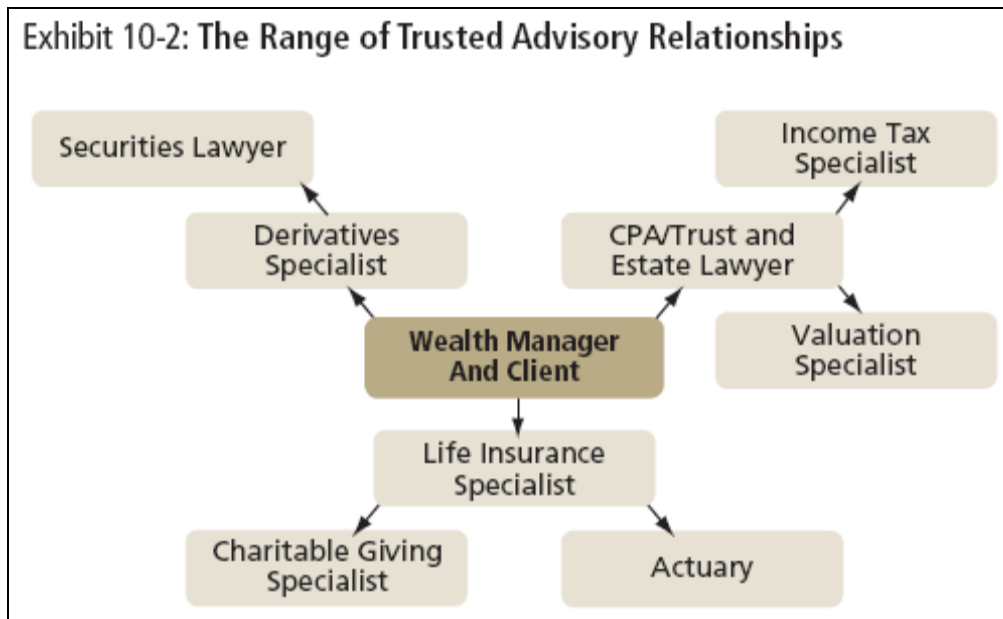 Exhibit 10-2: The Range of Trusted Advisory Relationships
Securities Lawyer
Income Tax
Specialist
Derivatives
Specialist
CPA/Trust and
Estate Lawyer
Wealth Manager
And Client
Valuation
Specialist
Life Insurance
Specialist
Charitable Giving
Specialist
Actuary